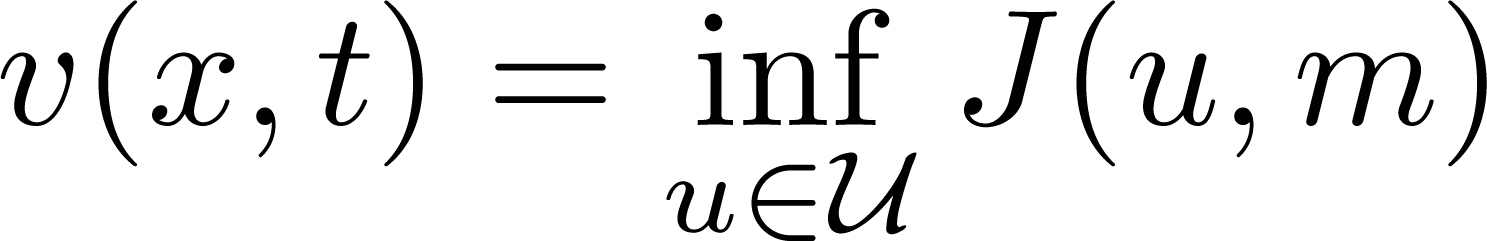 v(x, t) = inf J(u, m)
u∈𝒰